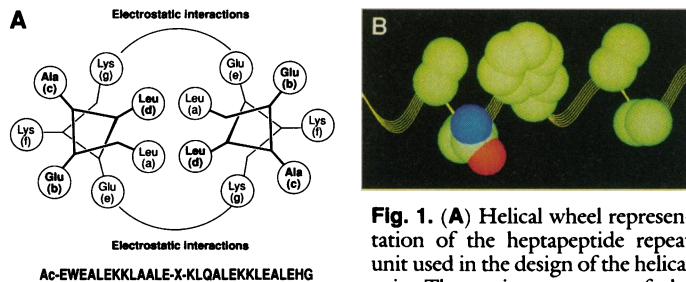 A
Electrostatic interactions
Lys
(g)
Glu
(e)
Ala
(c)
Glu
(b)
Leu
(d)
Leu
(a)
Lys
(f)
Lys
(f)
Leu
(a)
Leu
(d)
Glu
(b)
Ala
(c)
Glu
(e)
Lys
(g)
Electrostatic interactions
Ac-EWEALEKKLAALE-X-KLQALEKKLEALEHG
B
Fig. 1. (A) Helical wheel represen-
tation of the heptapeptide repeat
unit used in the design of the helical